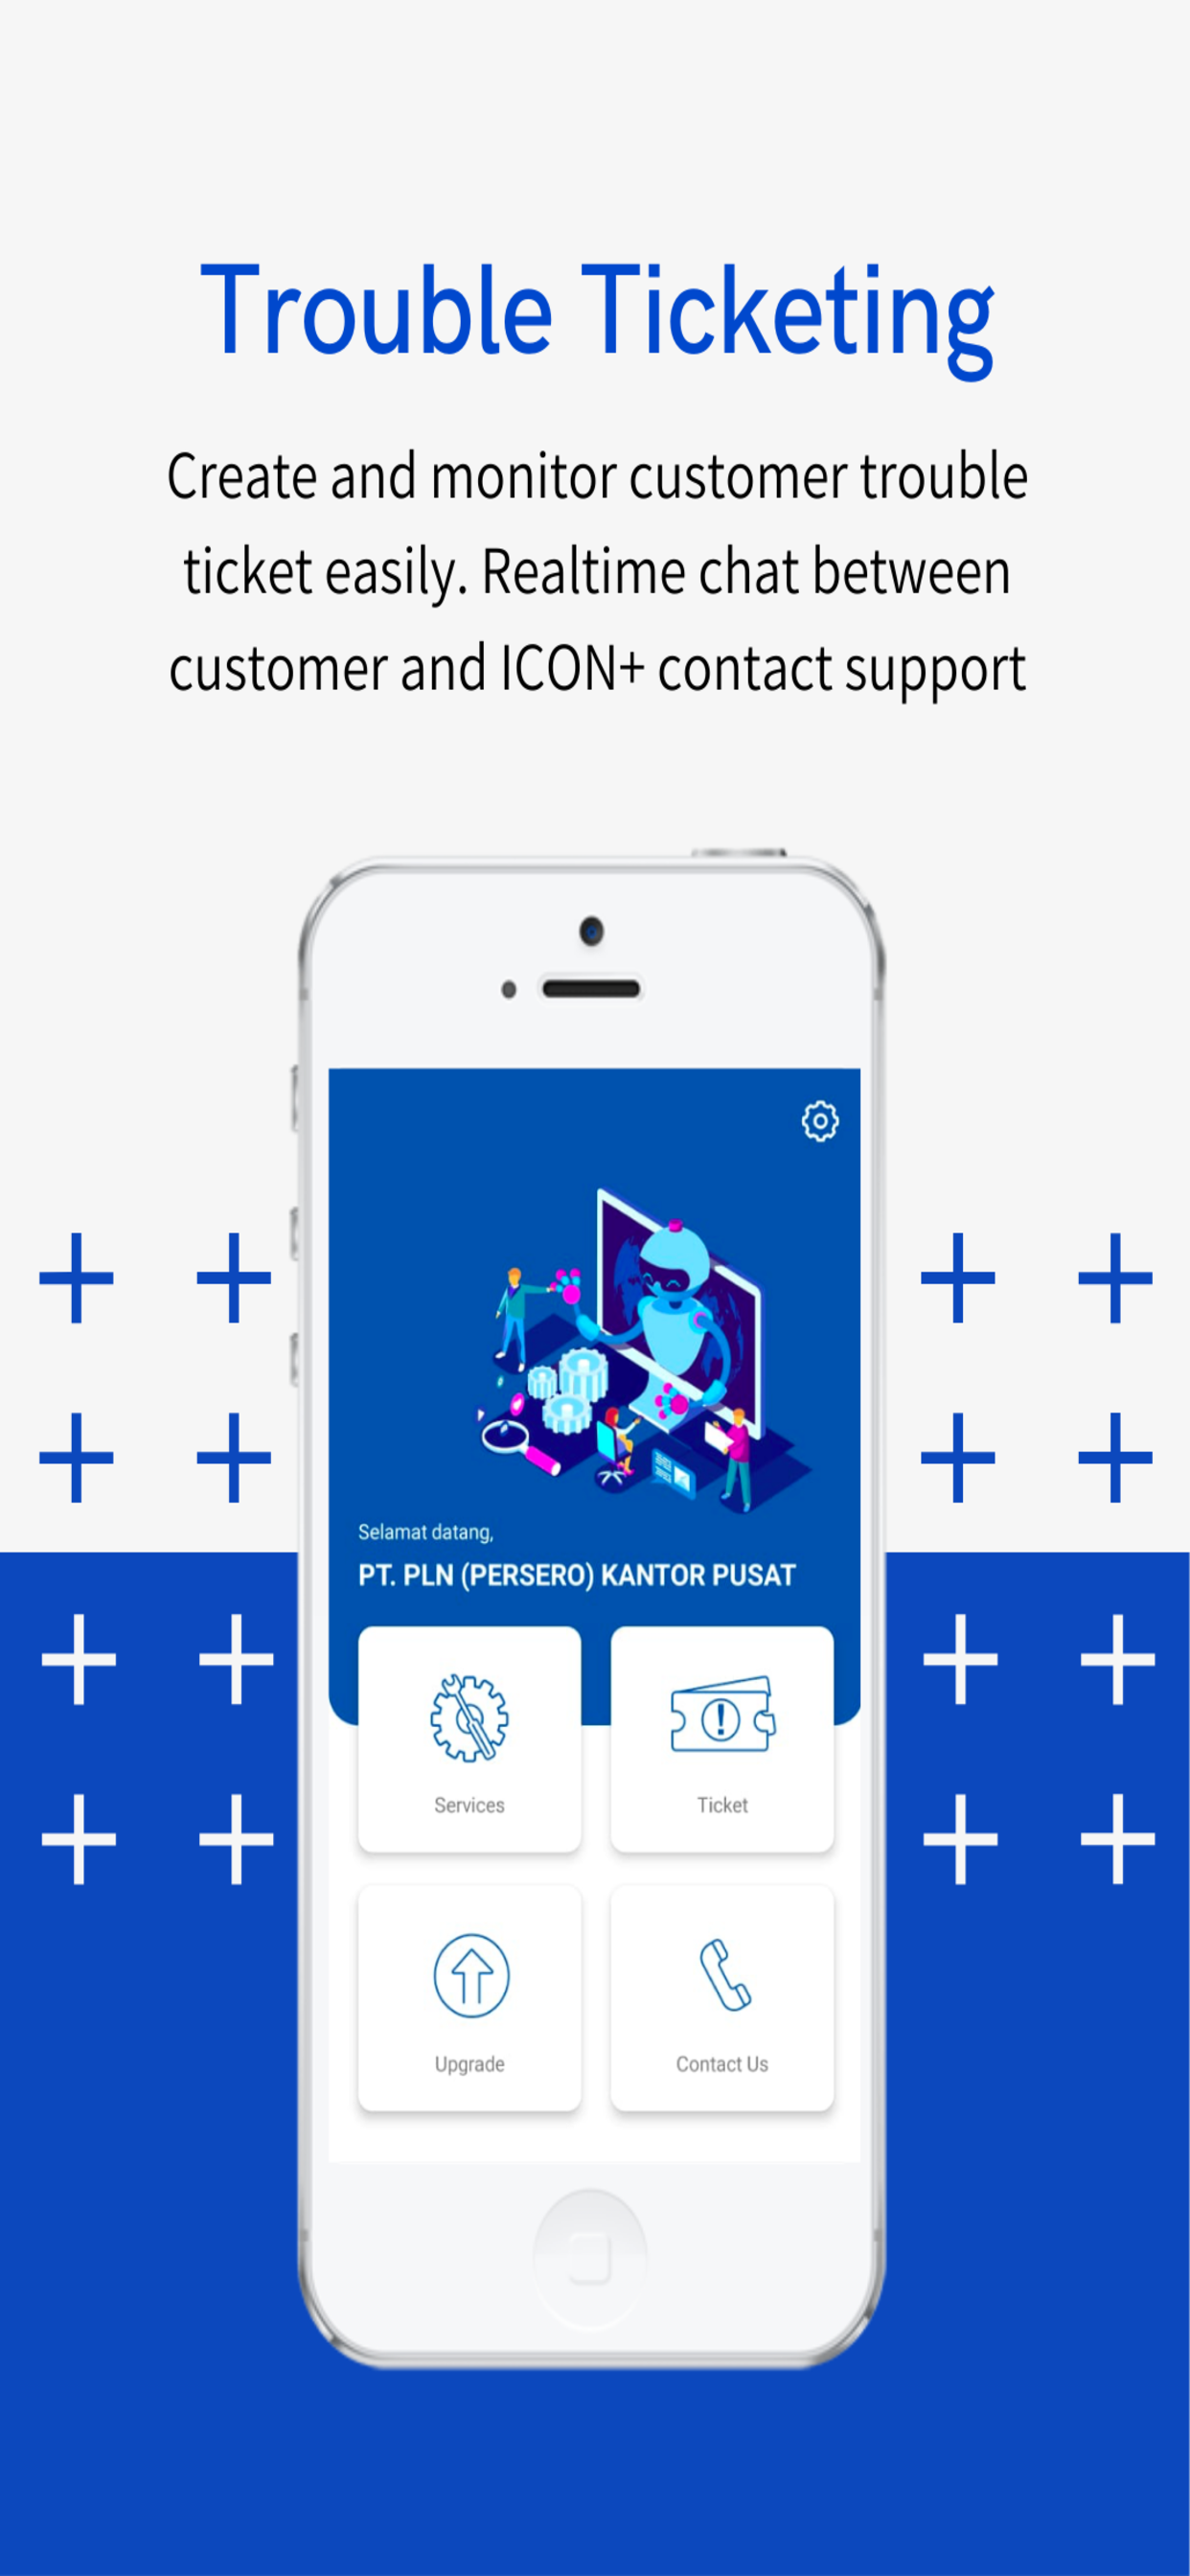 Trouble Ticketing
Create and monitor customer trouble
ticket easily. Realtime chat between
customer and ICON+ contact support
Selamat datang,
PT. PLN (PERSERO) KANTOR PUSAT
Services
Ticket
Upgrade
Contact Us